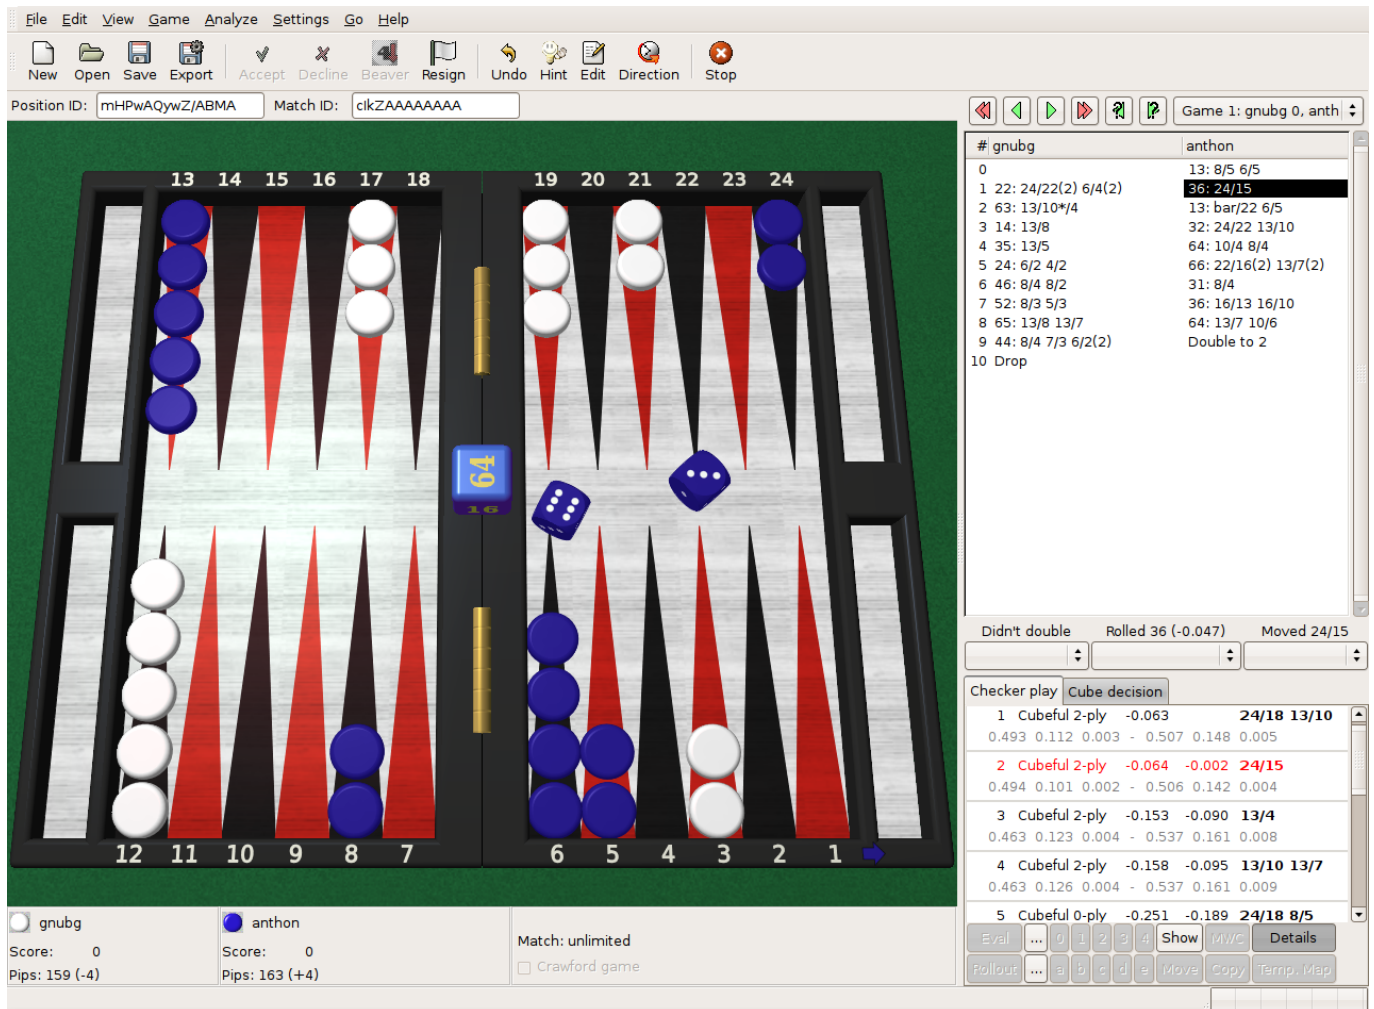 File Edit View Game Analyze Settings Go Help
New Open Save Export Accept Decline Beaver Resign Undo Hint Edit Direction Stop
Position ID: mHPwAQywZ/ABMA Match ID: cIkZAAAAAAAA
Game 1: gnubg 0, anth
# gnubg anthon
0 13: 8/5 6/5
1 22: 24/22(2) 6/4(2) 36: 24/15
2 63: 13/10*/4 13: bar/22 6/5
3 14: 13/8 32: 24/22 13/10
4 35: 13/5 64: 10/4 8/4
5 24: 6/2 4/2 66: 22/16(2) 13/7(2)
6 46: 8/4 8/2 31: 8/4
7 52: 8/3 5/3 36: 16/13 16/10
8 65: 13/8 13/7 64: 13/7 10/6
9 44: 8/4 7/3 6/2(2) Double to 2
10 Drop
13 14 15 16 17 18 19 20 21 22 23 24
64
16
12 11 10 9 8 7 6 5 4 3 2 1
Didn't double Rolled 36 (-0.047) Moved 24/15
Checker play Cube decision
1 Cubeful 2-ply -0.063 24/18 13/10
0.493 0.112 0.003 - 0.507 0.148 0.005
2 Cubeful 2-ply -0.064 -0.002 24/15
0.494 0.101 0.002 - 0.506 0.142 0.004
3 Cubeful 2-ply -0.153 -0.090 13/4
0.463 0.123 0.004 - 0.537 0.161 0.008
4 Cubeful 2-ply -0.158 -0.095 13/10 13/7
0.463 0.126 0.004 - 0.537 0.161 0.009
5 Cubeful 0-ply -0.251 -0.189 24/18 8/5
Eval ... 0 1 2 3 4 Show MWC Details
Rollout ... a b c d e Move Copy Temp. Map
gnubg
Score: 0
Pips: 159 (-4)
anthon
Score: 0
Pips: 163 (+4)
Match: unlimited
Crawford game